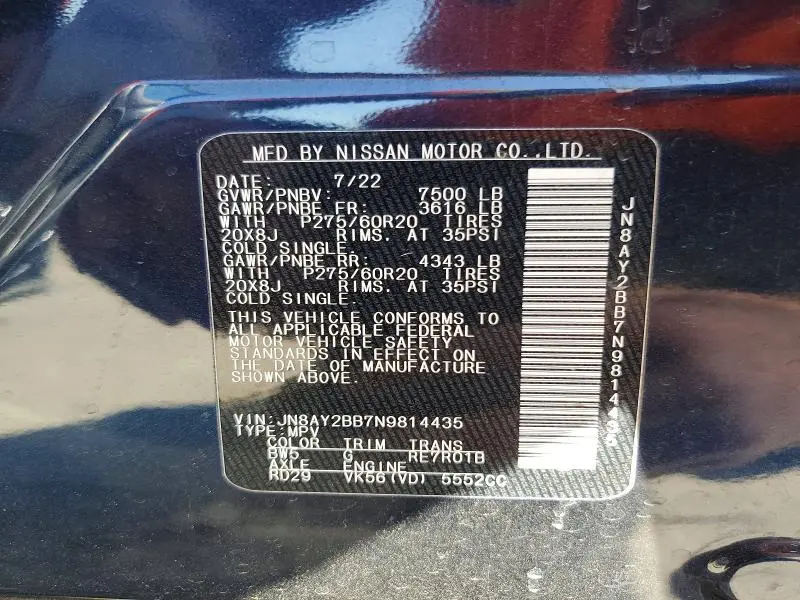 MFD BY NISSAN MOTOR CO.,LTD.
DATE: 7/22
GVWR/PNBV: 7500 LB
GAWR/PNBE FR: 3616 LB
WITH P275/60R20 TIRES
20X8J RIMS. AT 35PSI
COLD SINGLE.
GAWR/PNBE RR: 4343 LB
WITH P275/60R20 TIRES
20X8J RIMS. AT 35PSI
COLD SINGLE.
THIS VEHICLE CONFORMS TO
ALL APPLICABLE FEDERAL
MOTOR VEHICLE SAFETY
STANDARDS IN EFFECT ON
THE DATE OF MANUFACTURE
SHOWN ABOVE.
VIN: JN8AY2BB7N9814435
TYPE: MPV
COLOR TRIM TRANS
BW5 G RE7R01B
AXLE ENGINE
RD29 VK56(VD) 5552CC
JN8AY2BB7N9814435